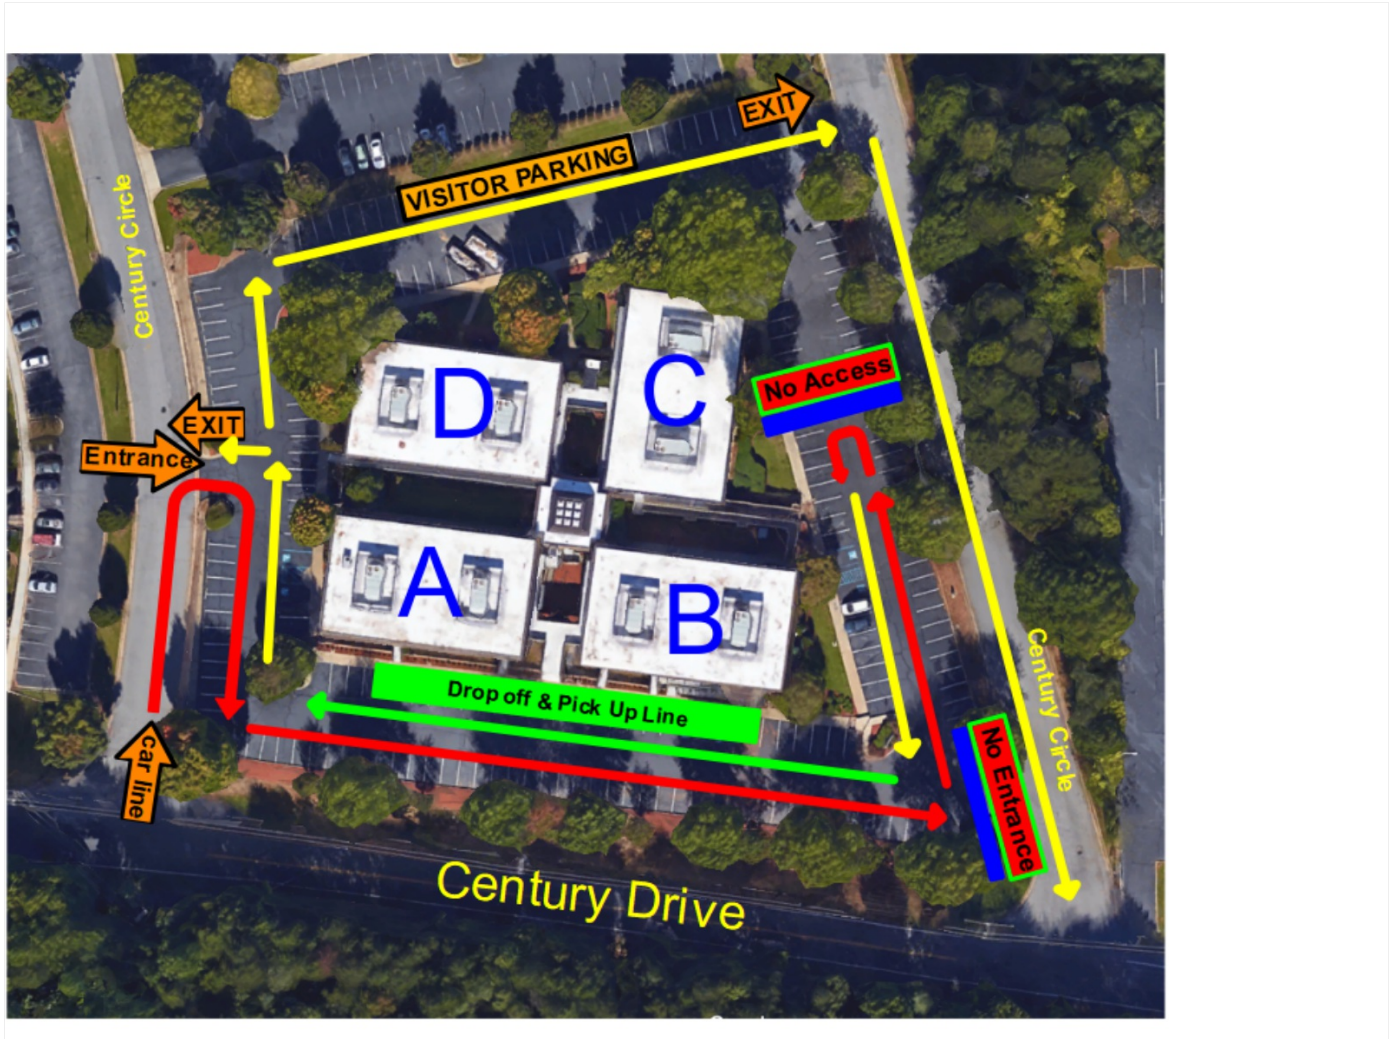 EXIT
VISITOR PARKING
Century Circle
D
C
No Access
EXIT
Entrance
A
B
Century Circle
Drop off & Pick Up Line
car line
No Entrance
Century Drive